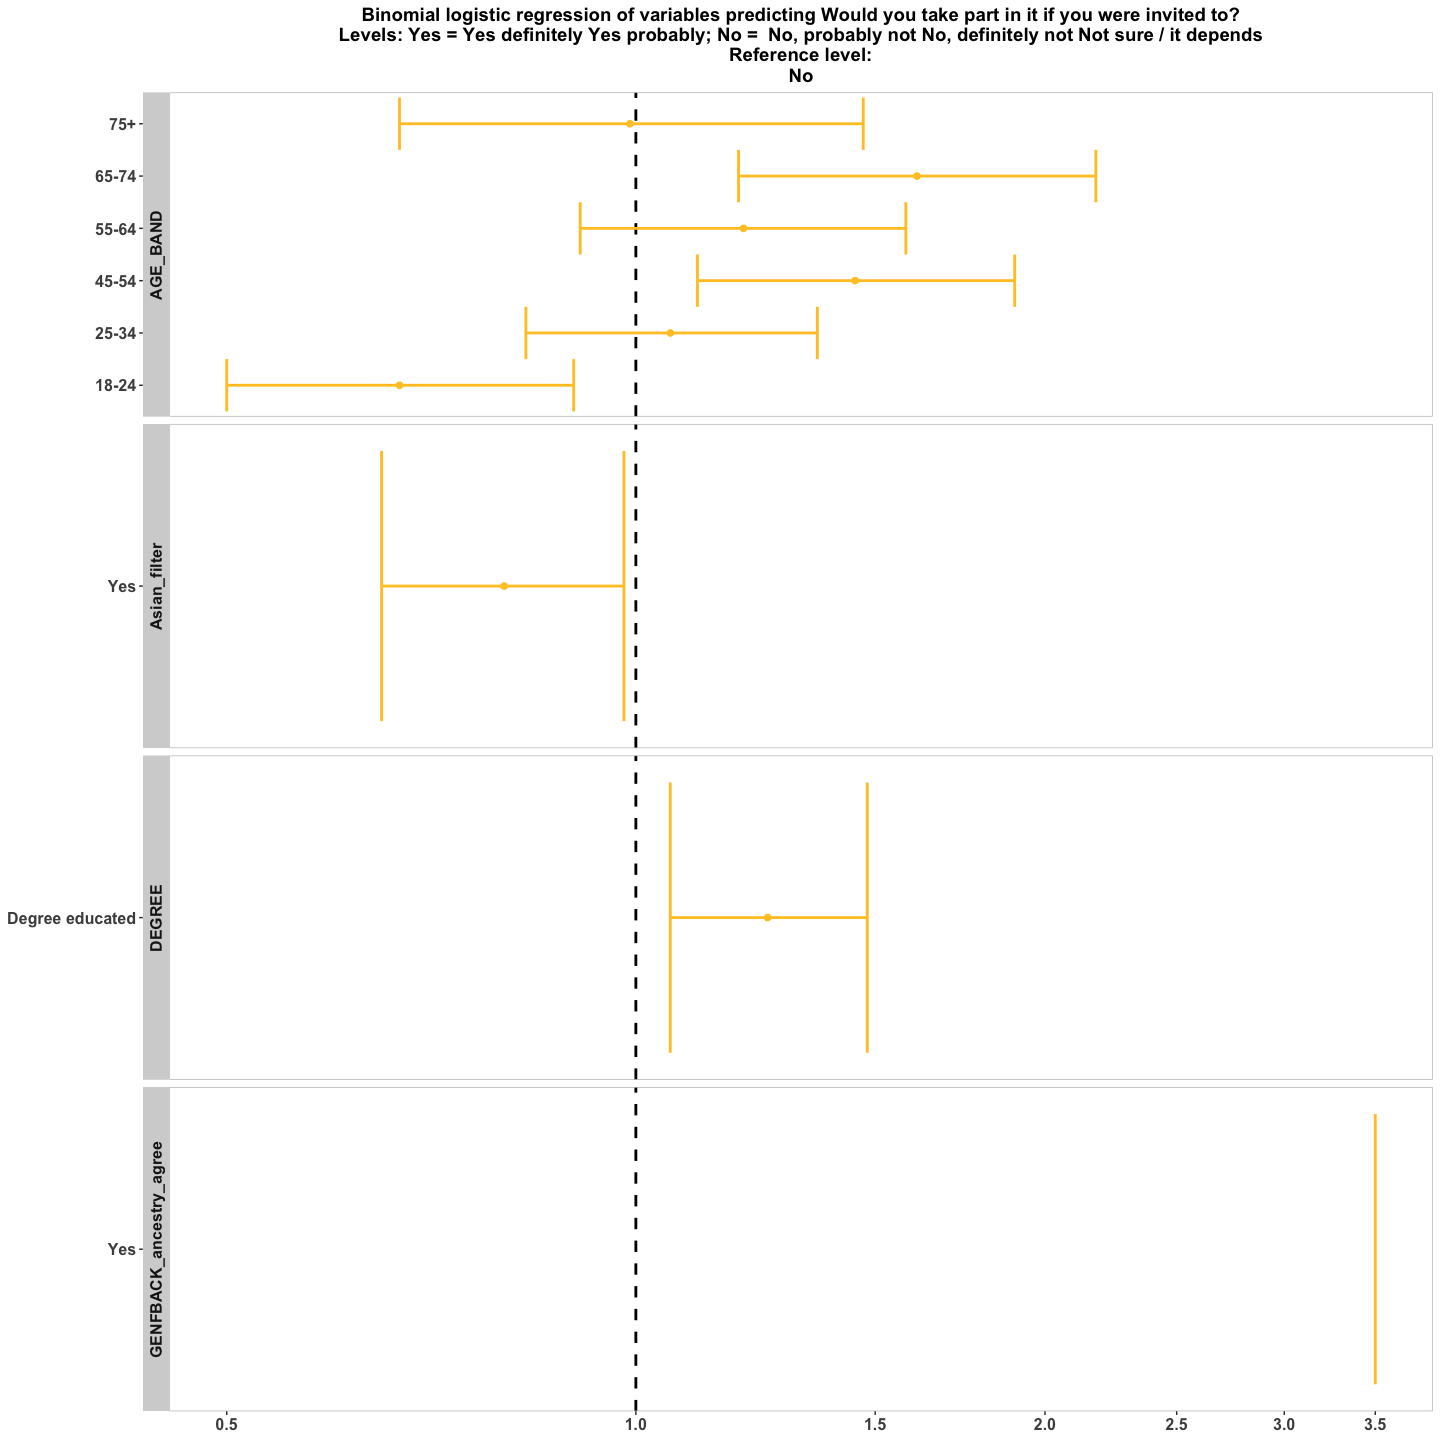 Binomial logistic regression of variables predicting Would you take part in it if you were invited to?
Levels: Yes = Yes definitely Yes probably; No =  No, probably not No, definitely not Not sure / it depends
Reference level:
No
AGE_BAND
75+
65-74
55-64
45-54
25-34
18-24
Asian_filter
Yes
DEGREE
Degree educated
GENFBACK_ancestry_agree
Yes
0.5 1.0 1.5 2.0 2.5 3.0 3.5